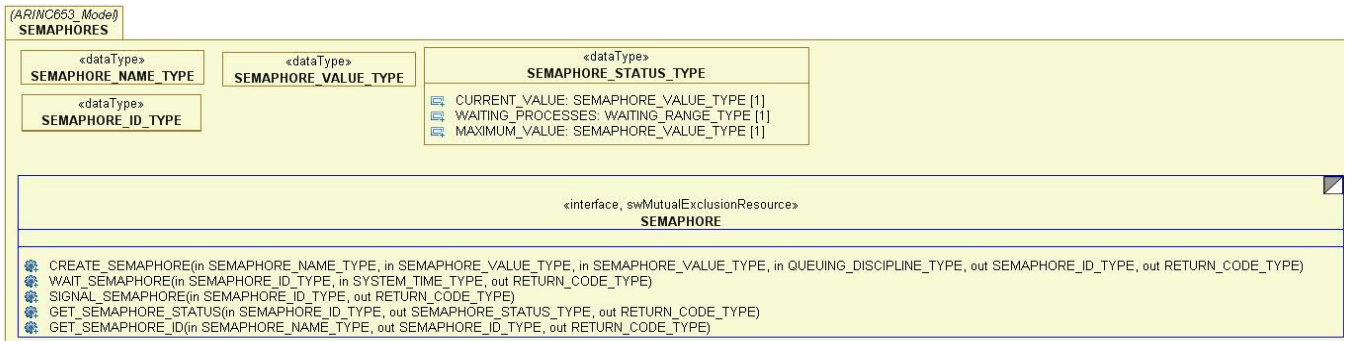 (ARINC653_Model)
SEMAPHORES
«dataType»
SEMAPHORE_NAME_TYPE
«dataType»
SEMAPHORE_VALUE_TYPE
«dataType»
SEMAPHORE_STATUS_TYPE
CURRENT_VALUE: SEMAPHORE_VALUE_TYPE [1]
WAITING_PROCESSES: WAITING_RANGE_TYPE [1]
MAXIMUM_VALUE: SEMAPHORE_VALUE_TYPE [1]
«dataType»
SEMAPHORE_ID_TYPE
«interface, swMutualExclusionResource»
SEMAPHORE
CREATE_SEMAPHORE(in SEMAPHORE_NAME_TYPE, in SEMAPHORE_VALUE_TYPE, in SEMAPHORE_VALUE_TYPE, in QUEUING_DISCIPLINE_TYPE, out SEMAPHORE_ID_TYPE, out RETURN_CODE_TYPE)
WAIT_SEMAPHORE(in SEMAPHORE_ID_TYPE, in SYSTEM_TIME_TYPE, out RETURN_CODE_TYPE)
SIGNAL_SEMAPHORE(in SEMAPHORE_ID_TYPE, out RETURN_CODE_TYPE)
GET_SEMAPHORE_STATUS(in SEMAPHORE_ID_TYPE, out SEMAPHORE_STATUS_TYPE, out RETURN_CODE_TYPE)
GET_SEMAPHORE_ID(in SEMAPHORE_NAME_TYPE, out SEMAPHORE_ID_TYPE, out RETURN_CODE_TYPE)